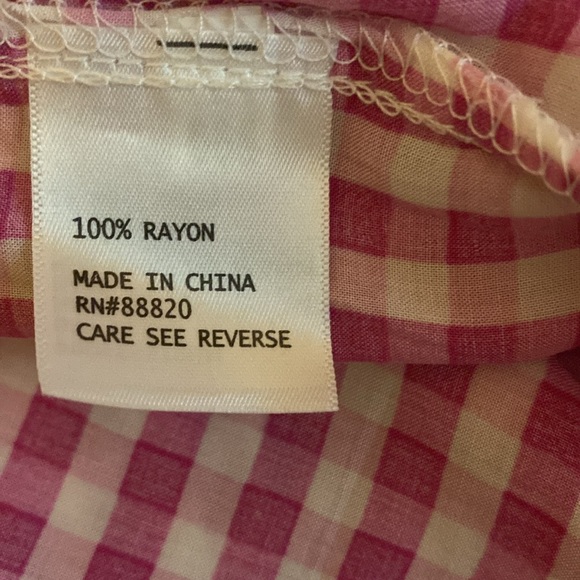 100% RAYON
MADE IN CHINA
RN#88820
CARE SEE REVERSE